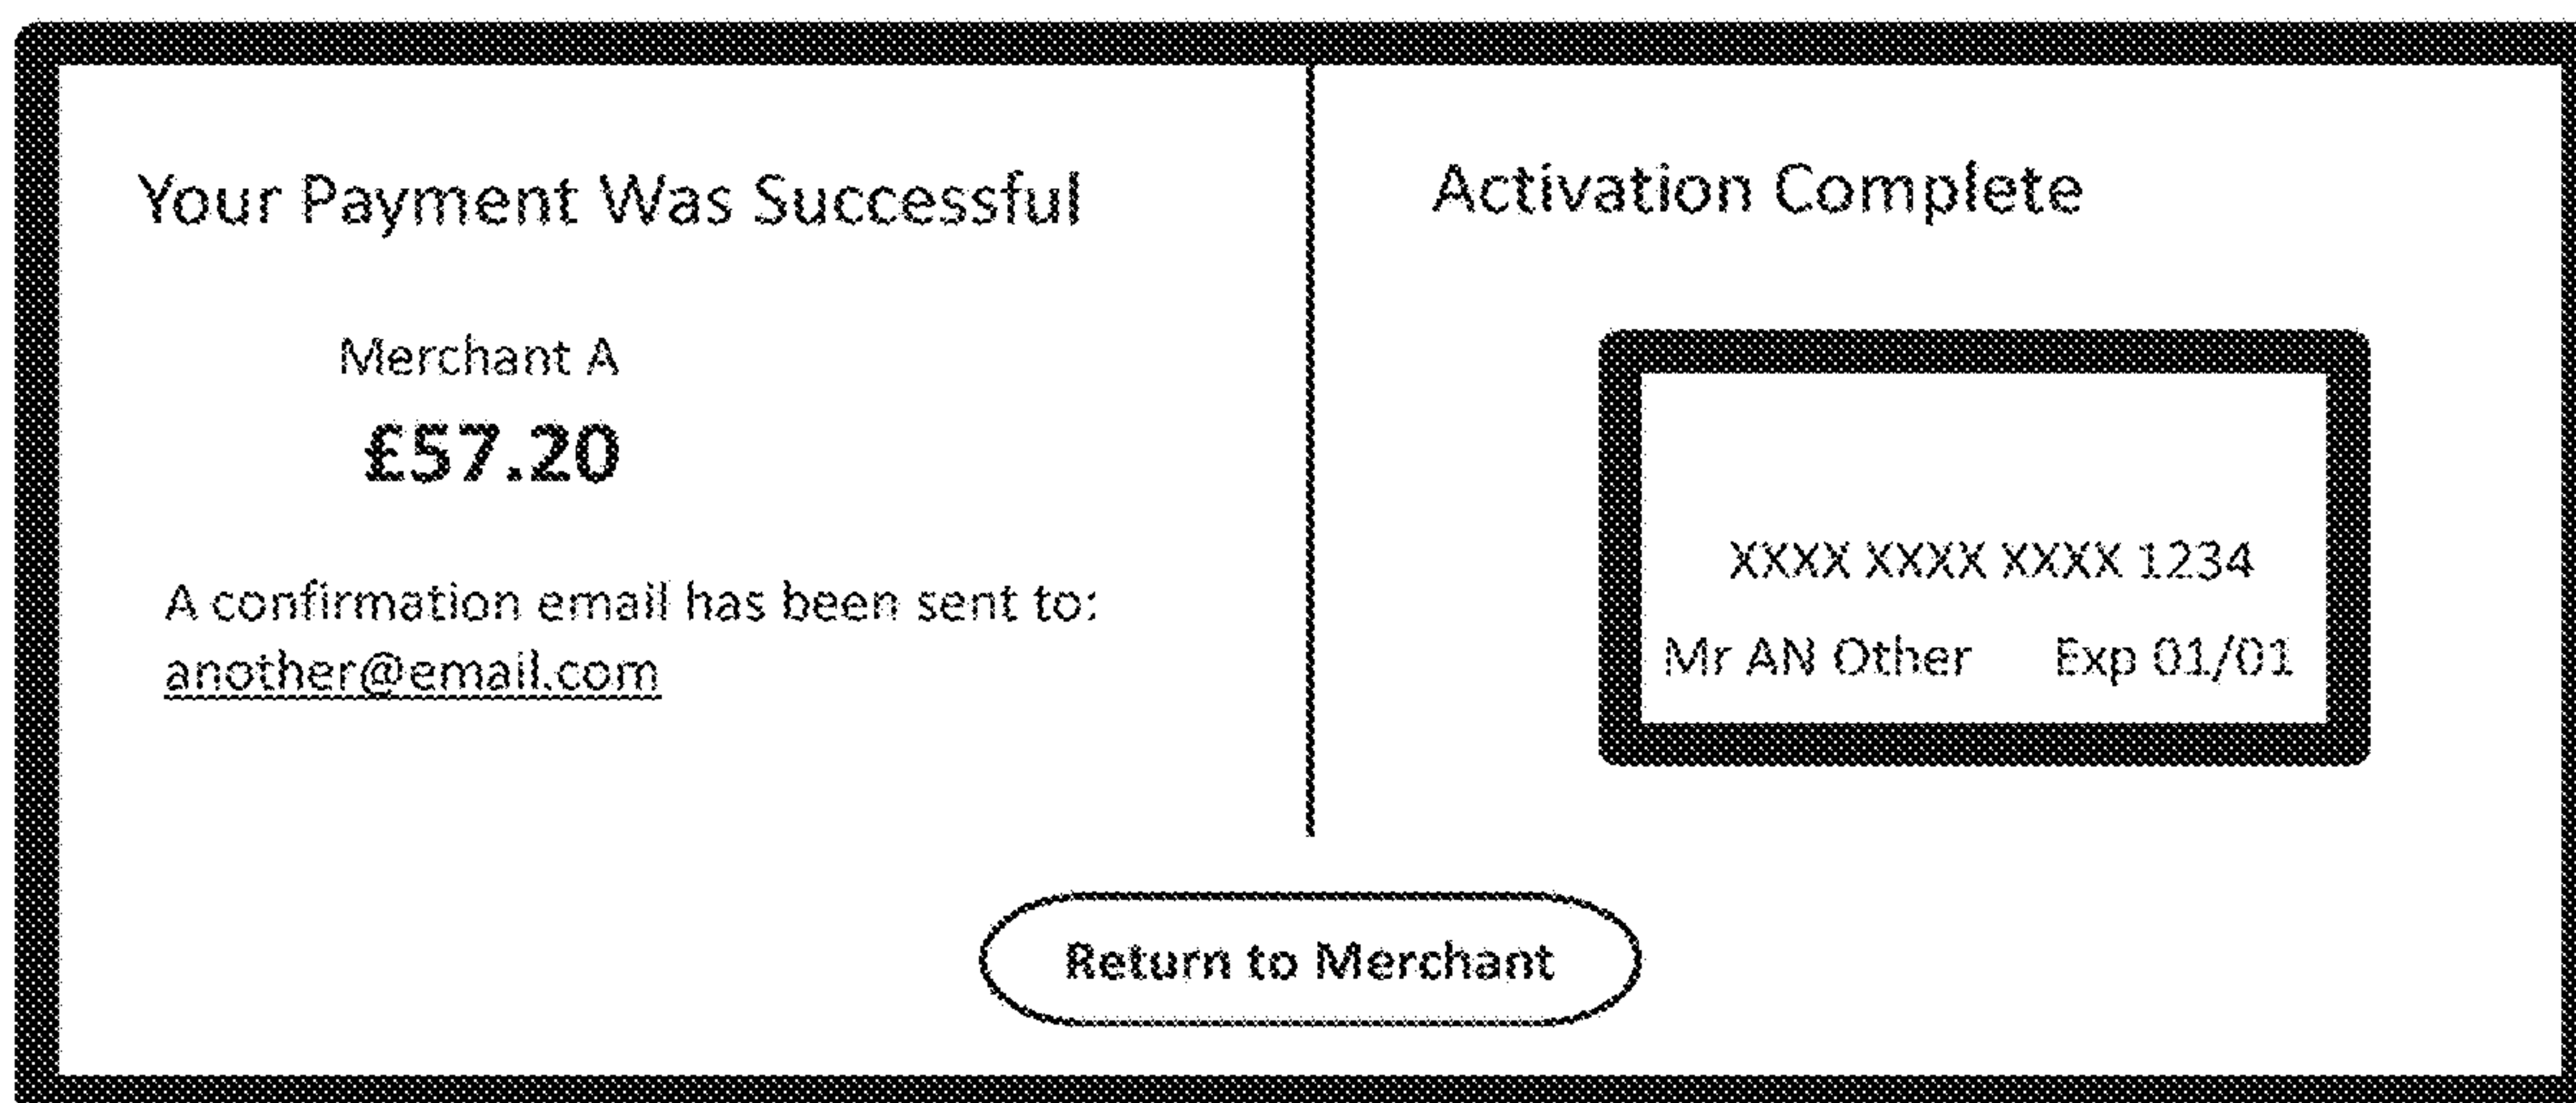 Your Payment Was Successful
Merchant A
£57.20
A confirmation email has been sent to:
another@email.com
Activation Complete
XXXX XXXX XXXX 1234
Mr AN Other Exp 01/01
Return to Merchant